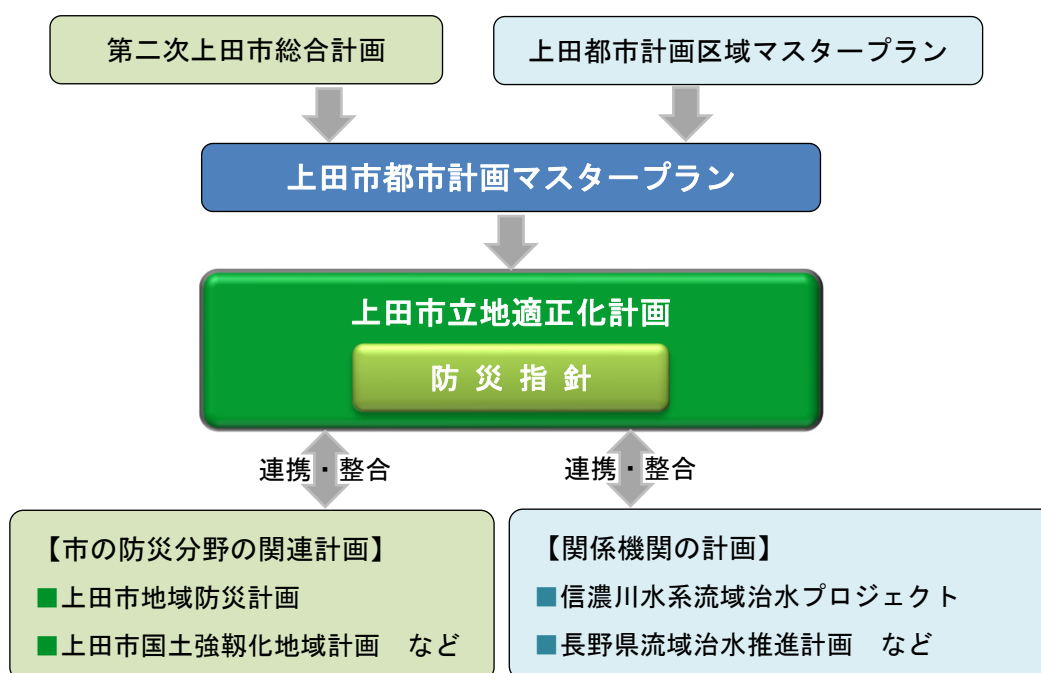 第二次上田市総合計画
上田都市計画区域マスタープラン
上田市都市計画マスタープラン
上田市立地適正化計画
防災指針
連携・整合
連携・整合
【市の防災分野の関連計画】
■上田市地域防災計画
■上田市国土強靱化地域計画　など
【関係機関の計画】
■信濃川水系流域治水プロジェクト
■長野県流域治水推進計画　など